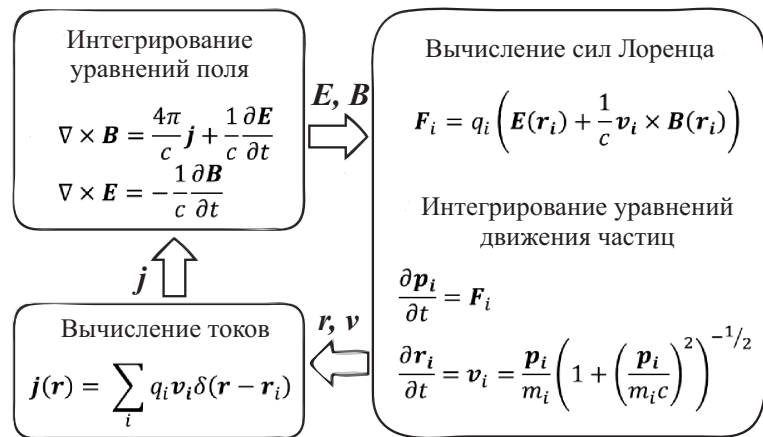 Интегрирование
уравнений поля
∇ × B = 4π/c j + 1/c ∂E/∂t
∇ × E = − 1/c ∂B/∂t
E, B
Вычисление сил Лоренца
F_i = q_i ( E(r_i) + 1/c v_i × B(r_i) )
Интегрирование уравнений
движения частиц
∂p_i/∂t = F_i
∂r_i/∂t = v_i = p_i/m_i ( 1 + ( p_i/m_i c )^2 )^{−1/2}
r, v
Вычисление токов
j(r) = ∑_i q_i v_i δ(r − r_i)
j